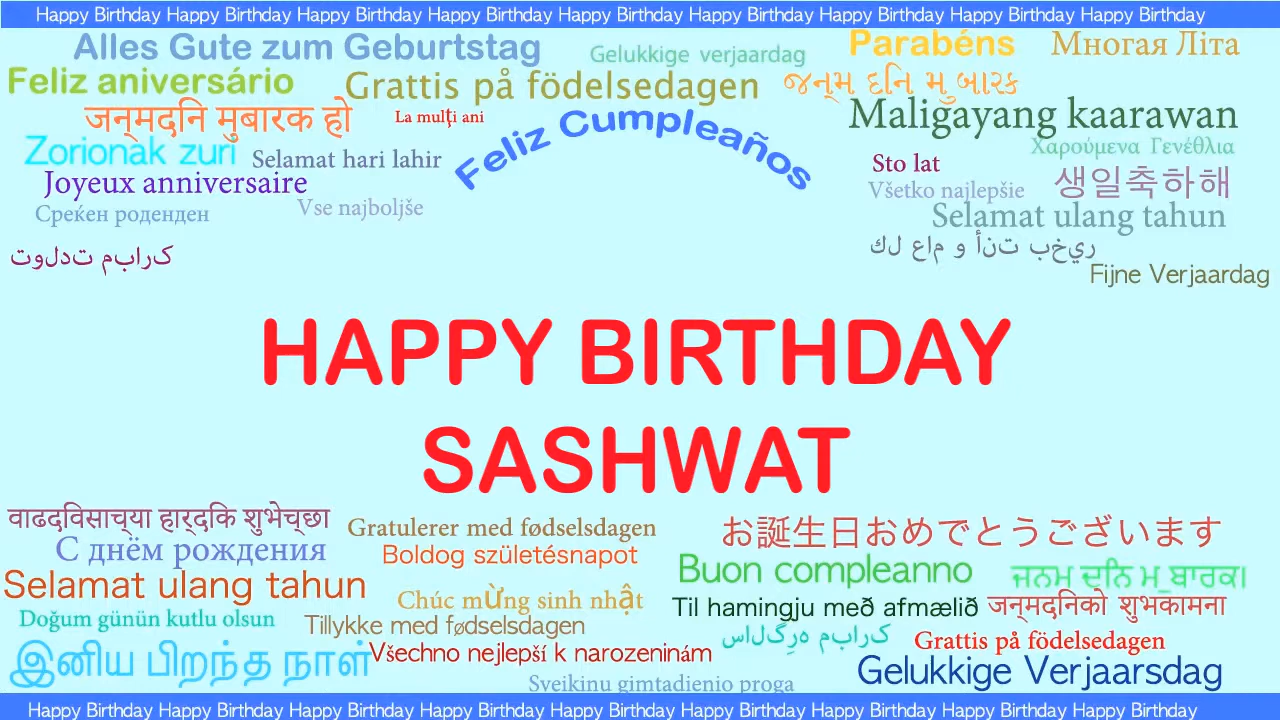 Happy Birthday Happy Birthday Happy Birthday Happy Birthday Happy Birthday Happy Birthday Happy Birthday Happy Birthday Happy Birthday
Alles Gute zum Geburtstag
Gelukkige verjaardag
Parabéns
Многая Літа
Feliz aniversário
Grattis på födelsedagen
જન્મ દિન મુબારક
जन्मदिन मुबारक हो
La mulţi ani
Feliz Cumpleaños
Maligayang kaarawan
Zorionak zuri
Selamat hari lahir
Χαρούμενα Γενέθλια
Sto lat
Joyeux anniversaire
Všetko najlepšie
생일축하해
Среќен роденден
Vse najboljše
Selamat ulang tahun
تولدت مبارک
كل عام و أنت بخير
Fijne Verjaardag
HAPPY BIRTHDAY
SASHWAT
वाढदिवसाच्या हार्दिक शुभेच्छा
Gratulerer med fødselsdagen
お誕生日おめでとうございます
С днём рождения
Boldog születésnapot
Buon compleanno
ਜਨਮ ਦਿਨ ਮੁਬਾਰਕ।
Selamat ulang tahun
Chúc mừng sinh nhật
Til hamingju með afmælið
जन्मदिनको शुभकामना
Doğum günün kutlu olsun
Tillykke med fødselsdagen
سالگرہ مبارک
Grattis på födelsedagen
இனிய பிறந்த நாள்
Všechno nejlepší k narozeninám
Gelukkige Verjaarsdag
Sveikinu gimtadienio proga
Happy Birthday Happy Birthday Happy Birthday Happy Birthday Happy Birthday Happy Birthday Happy Birthday Happy Birthday Happy Birthday